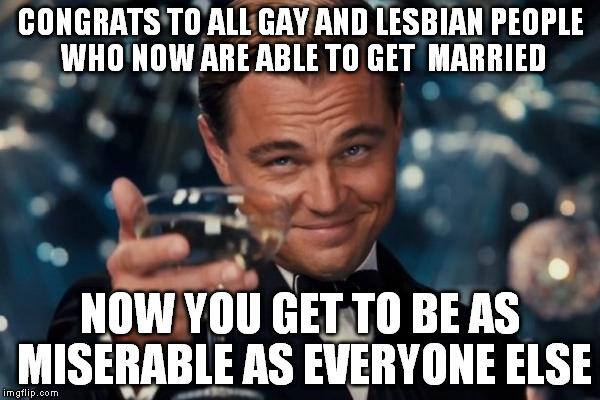 CONGRATS TO ALL GAY AND LESBIAN PEOPLE
WHO NOW ARE ABLE TO GET MARRIED
NOW YOU GET TO BE AS
MISERABLE AS EVERYONE ELSE
imgflip.com